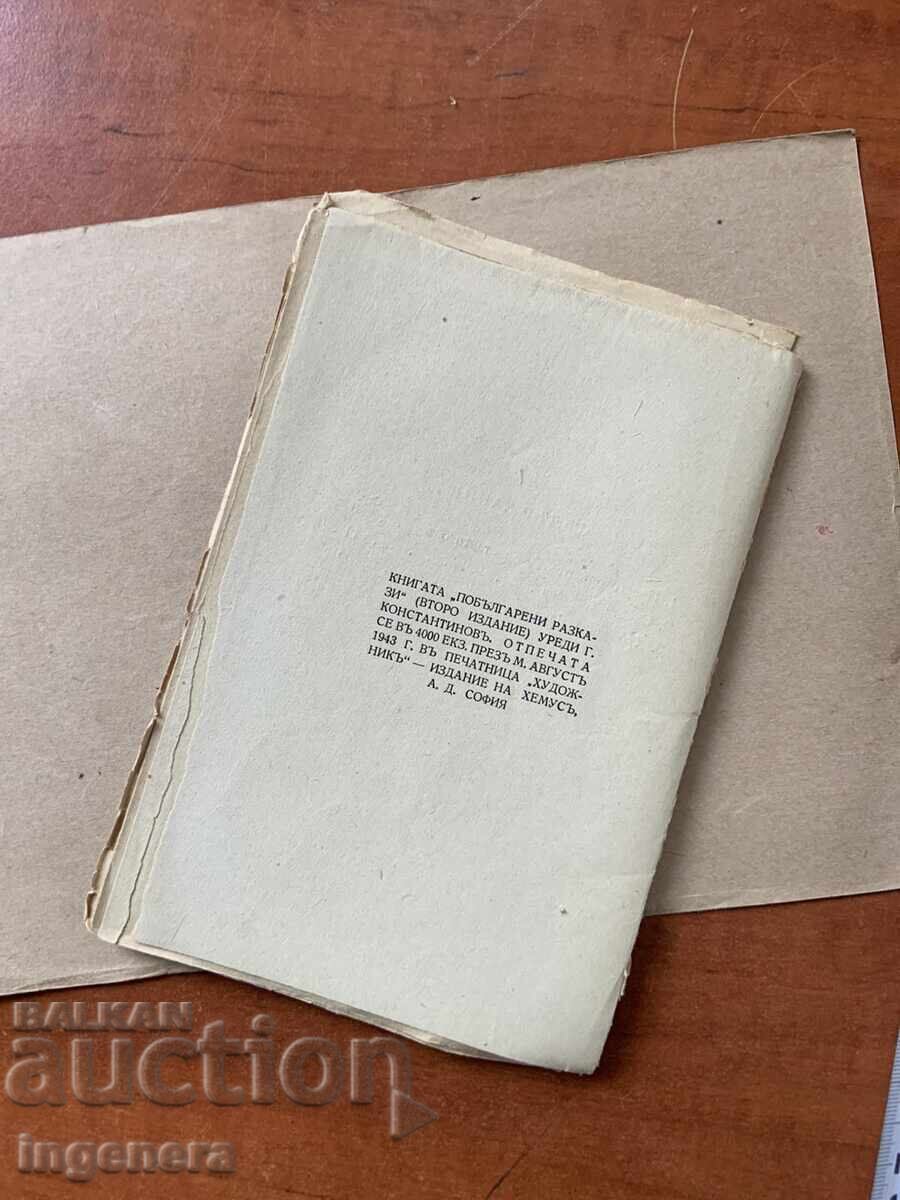 КНИГАТА „ПОБЪЛГАРЕНИ РАЗКА-
ЗИ“ (ВТОРО ИЗДАНИЕ) УРЕДИ Г.
КОНСТАНТИНОВЪ. ОТПЕЧАТА
СЕ ВЪ 4000 ЕКЗ. ПРЕЗЪ М. АВГУСТЪ
1943 Г. ВЪ ПЕЧАТНИЦА „ХУДОЖ-
НИКЪ“ — ИЗДАНИЕ НА ХЕМУСЪ,
А. Д. СОФИЯ
BALKAN
auction
ingenera